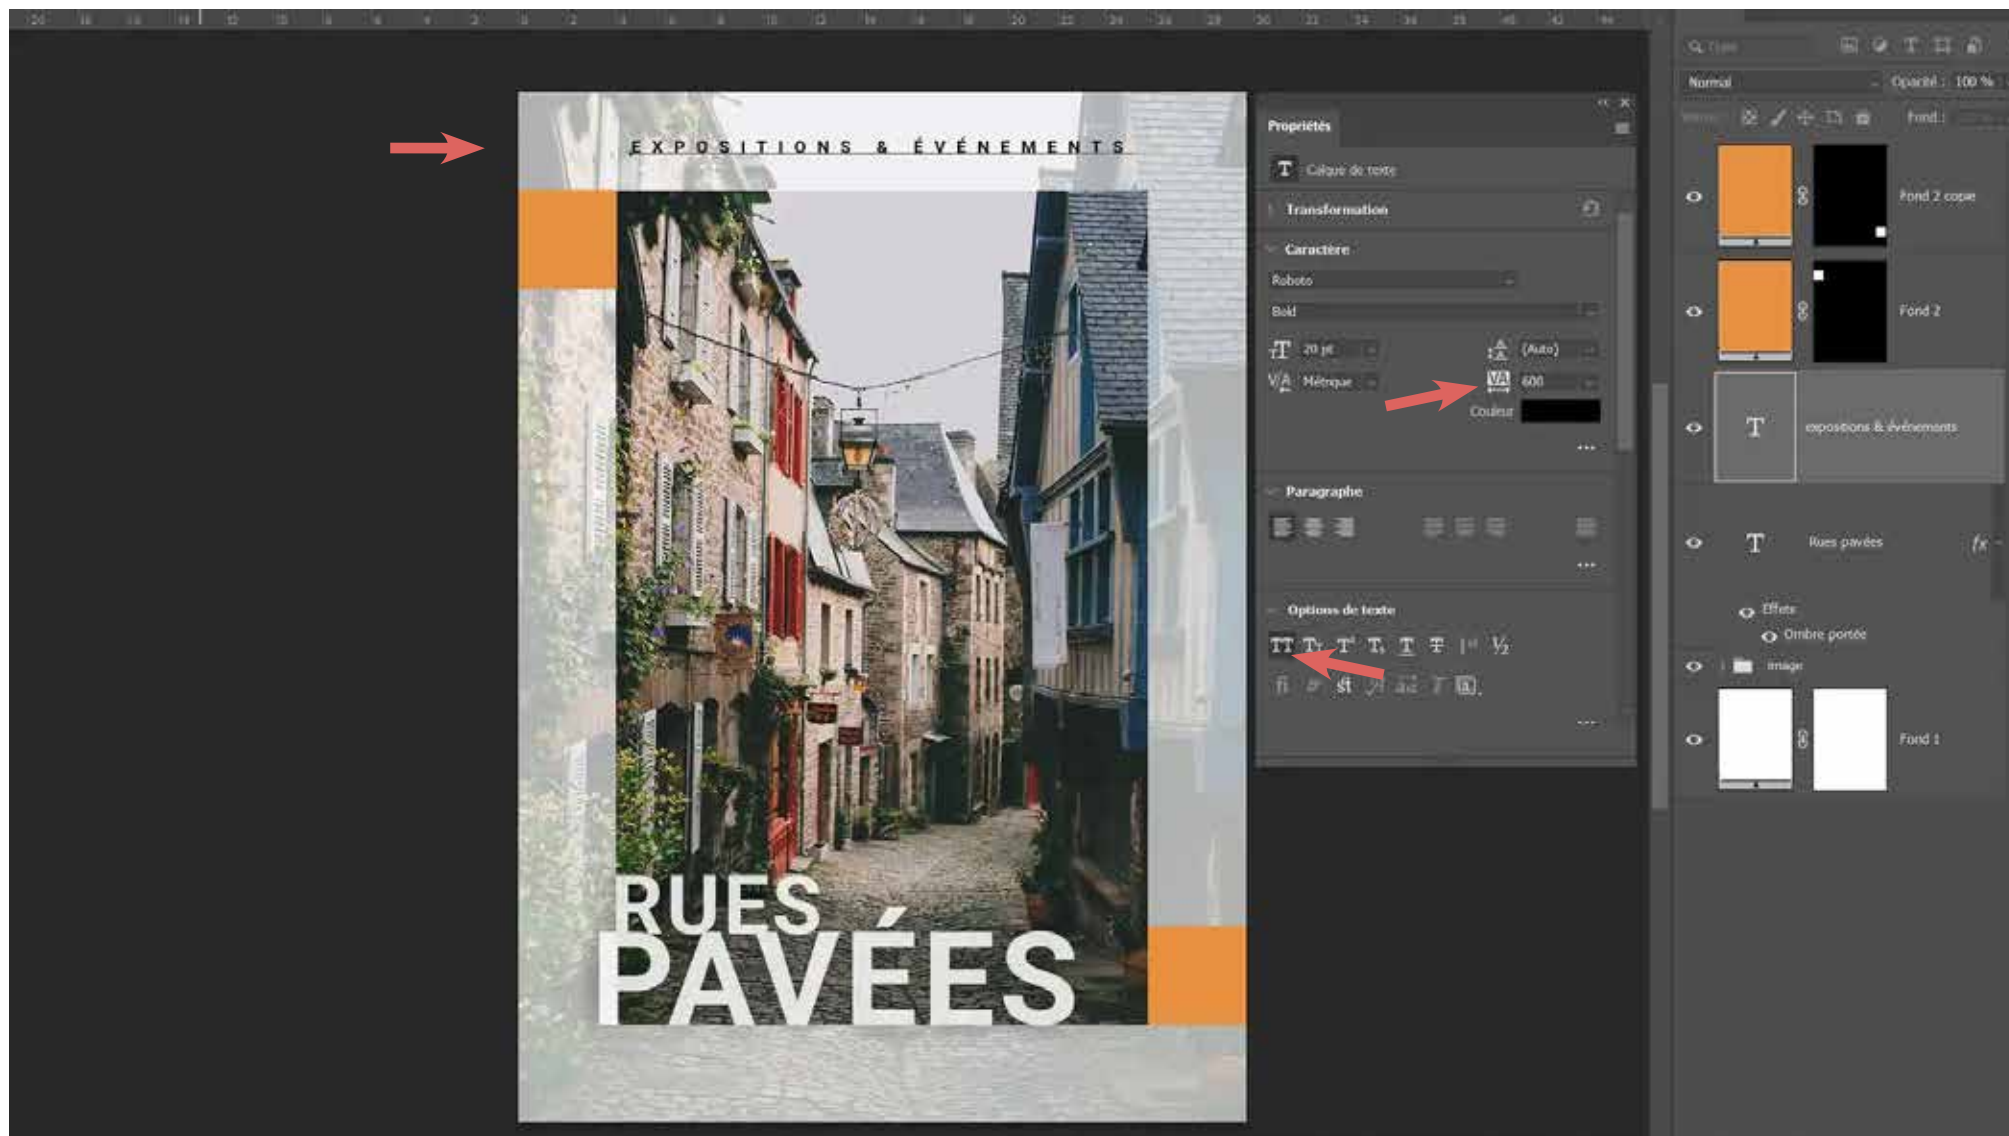 Type
Normal
Opacité : 100 %
Fond :
EXPOSITIONS & ÉVÉNEMENTS
RUES
PAVÉES
Propriétés
T Calque de texte
Transformation
Caractère
Roboto
Bold
20 pt
(Auto)
Métrique
600
Couleur
Paragraphe
Options de texte
Fond 2 copie
Fond 2
T expositions & événements
T Rues pavées fx
Effets
Ombre portée
image
Fond 1